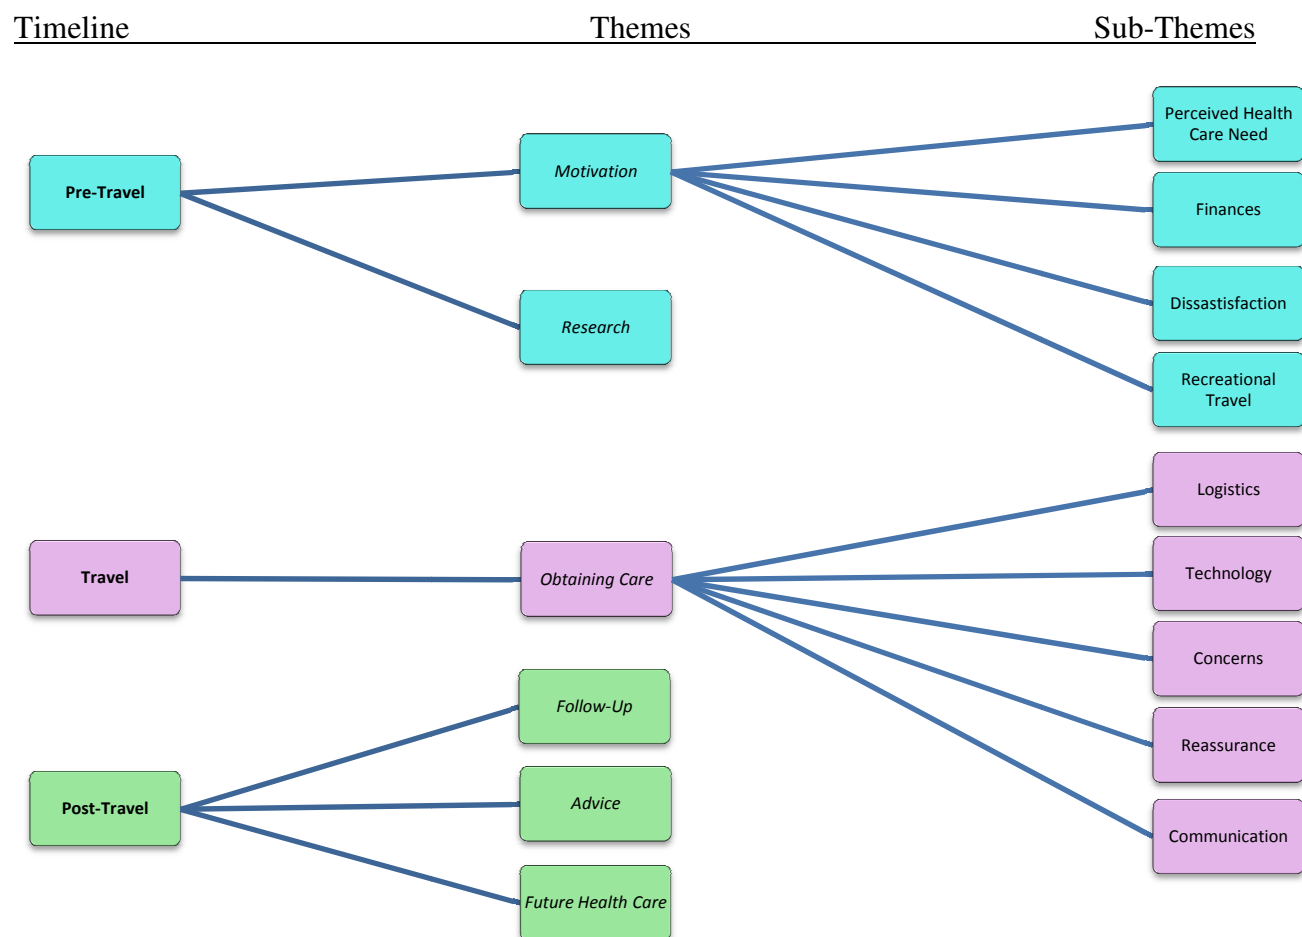 Timeline Themes Sub-Themes
Pre-Travel
Motivation
Research
Perceived Health
Care Need
Finances
Dissastisfaction
Recreational
Travel
Travel
Obtaining Care
Logistics
Technology
Concerns
Reassurance
Communication
Post-Travel
Follow-Up
Advice
Future Health Care